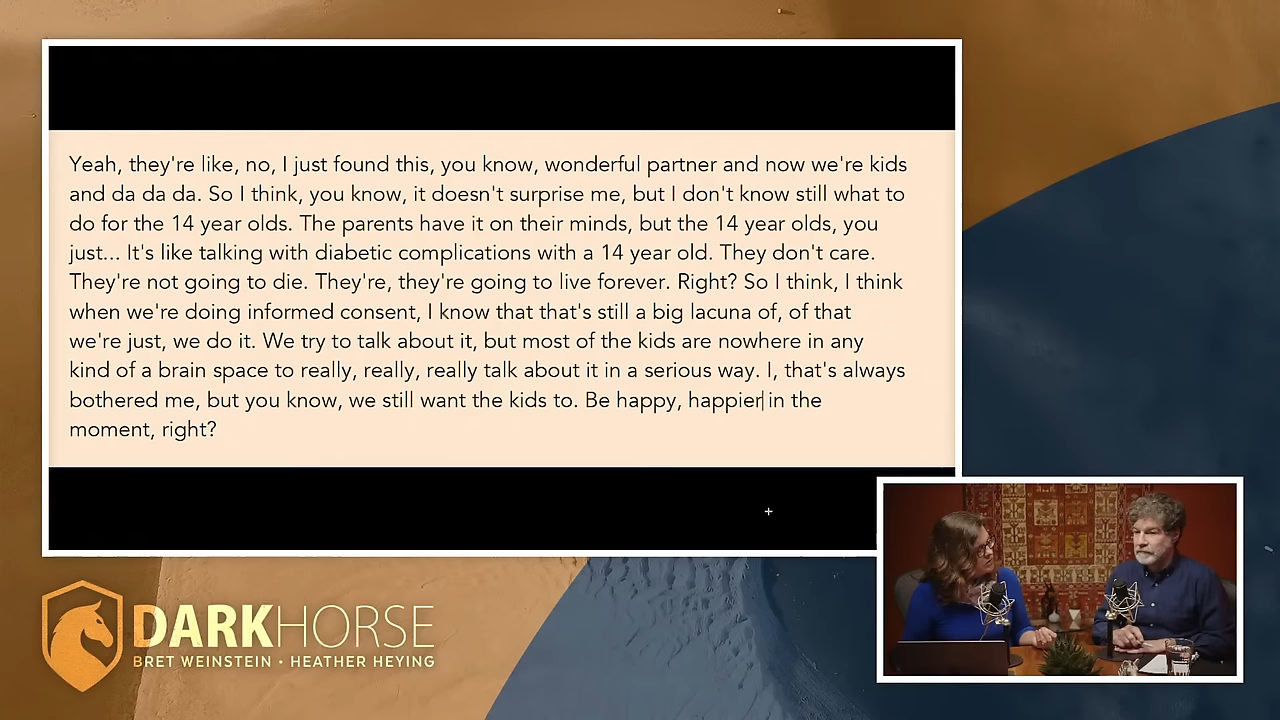 Yeah, they're like, no, I just found this, you know, wonderful partner and now we're kids
and da da da. So I think, you know, it doesn't surprise me, but I don't know still what to
do for the 14 year olds. The parents have it on their minds, but the 14 year olds, you
just... It's like talking with diabetic complications with a 14 year old. They don't care.
They're not going to die. They're, they're going to live forever. Right? So I think, I think
when we're doing informed consent, I know that that's still a big lacuna of, of that
we're just, we do it. We try to talk about it, but most of the kids are nowhere in any
kind of a brain space to really, really, really talk about it in a serious way. I, that's always
bothered me, but you know, we still want the kids to. Be happy, happier in the
moment, right?
DARKHORSE
BRET WEINSTEIN • HEATHER HEYING